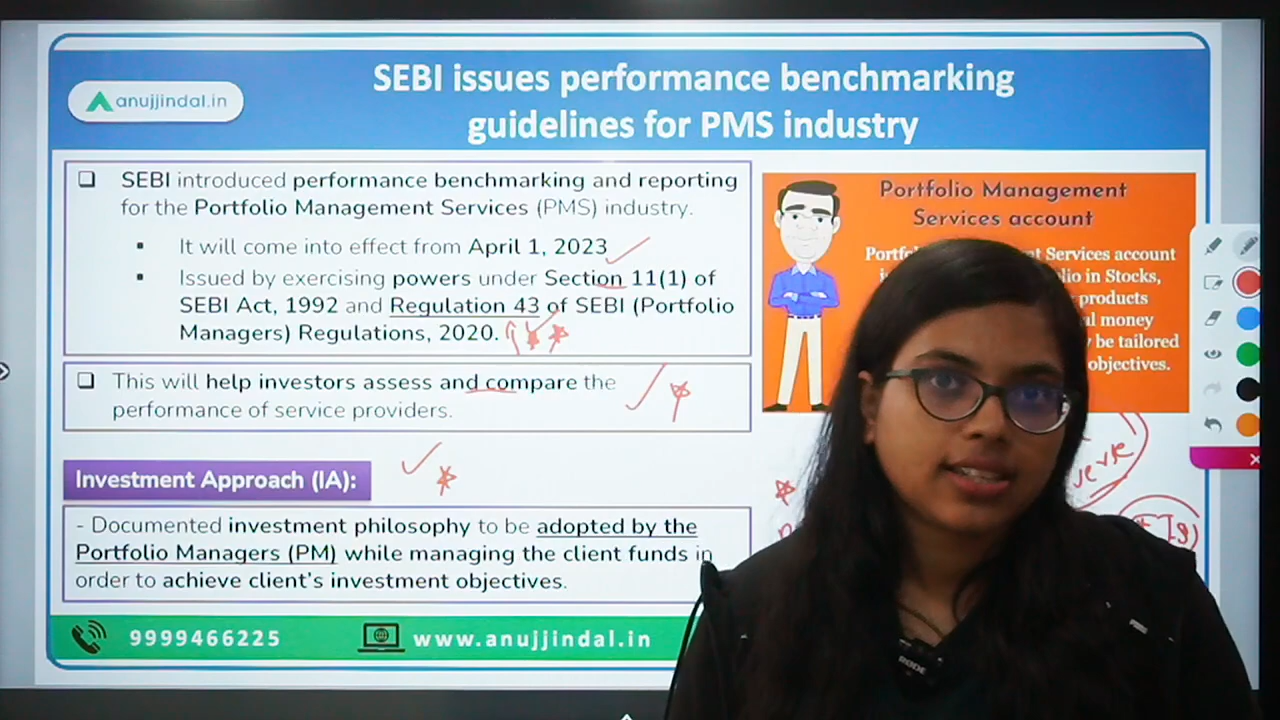 SEBI issues performance benchmarking
guidelines for PMS industry
anujjindal.in
❑ SEBI introduced performance benchmarking and reporting
for the Portfolio Management Services (PMS) industry.
▪ It will come into effect from April 1, 2023
▪ Issued by exercising powers under Section 11(1) of
SEBI Act, 1992 and Regulation 43 of SEBI (Portfolio
Managers) Regulations, 2020.
❑ This will help investors assess and compare the
performance of service providers.
Investment Approach (IA):
- Documented investment philosophy to be adopted by the
Portfolio Managers (PM) while managing the client funds in
order to achieve client's investment objectives.
Portfolio Management
Services account
Services account
in Stocks,
products
money
be tailored
objectives.
9999466225
www.anujjindal.in
RODE